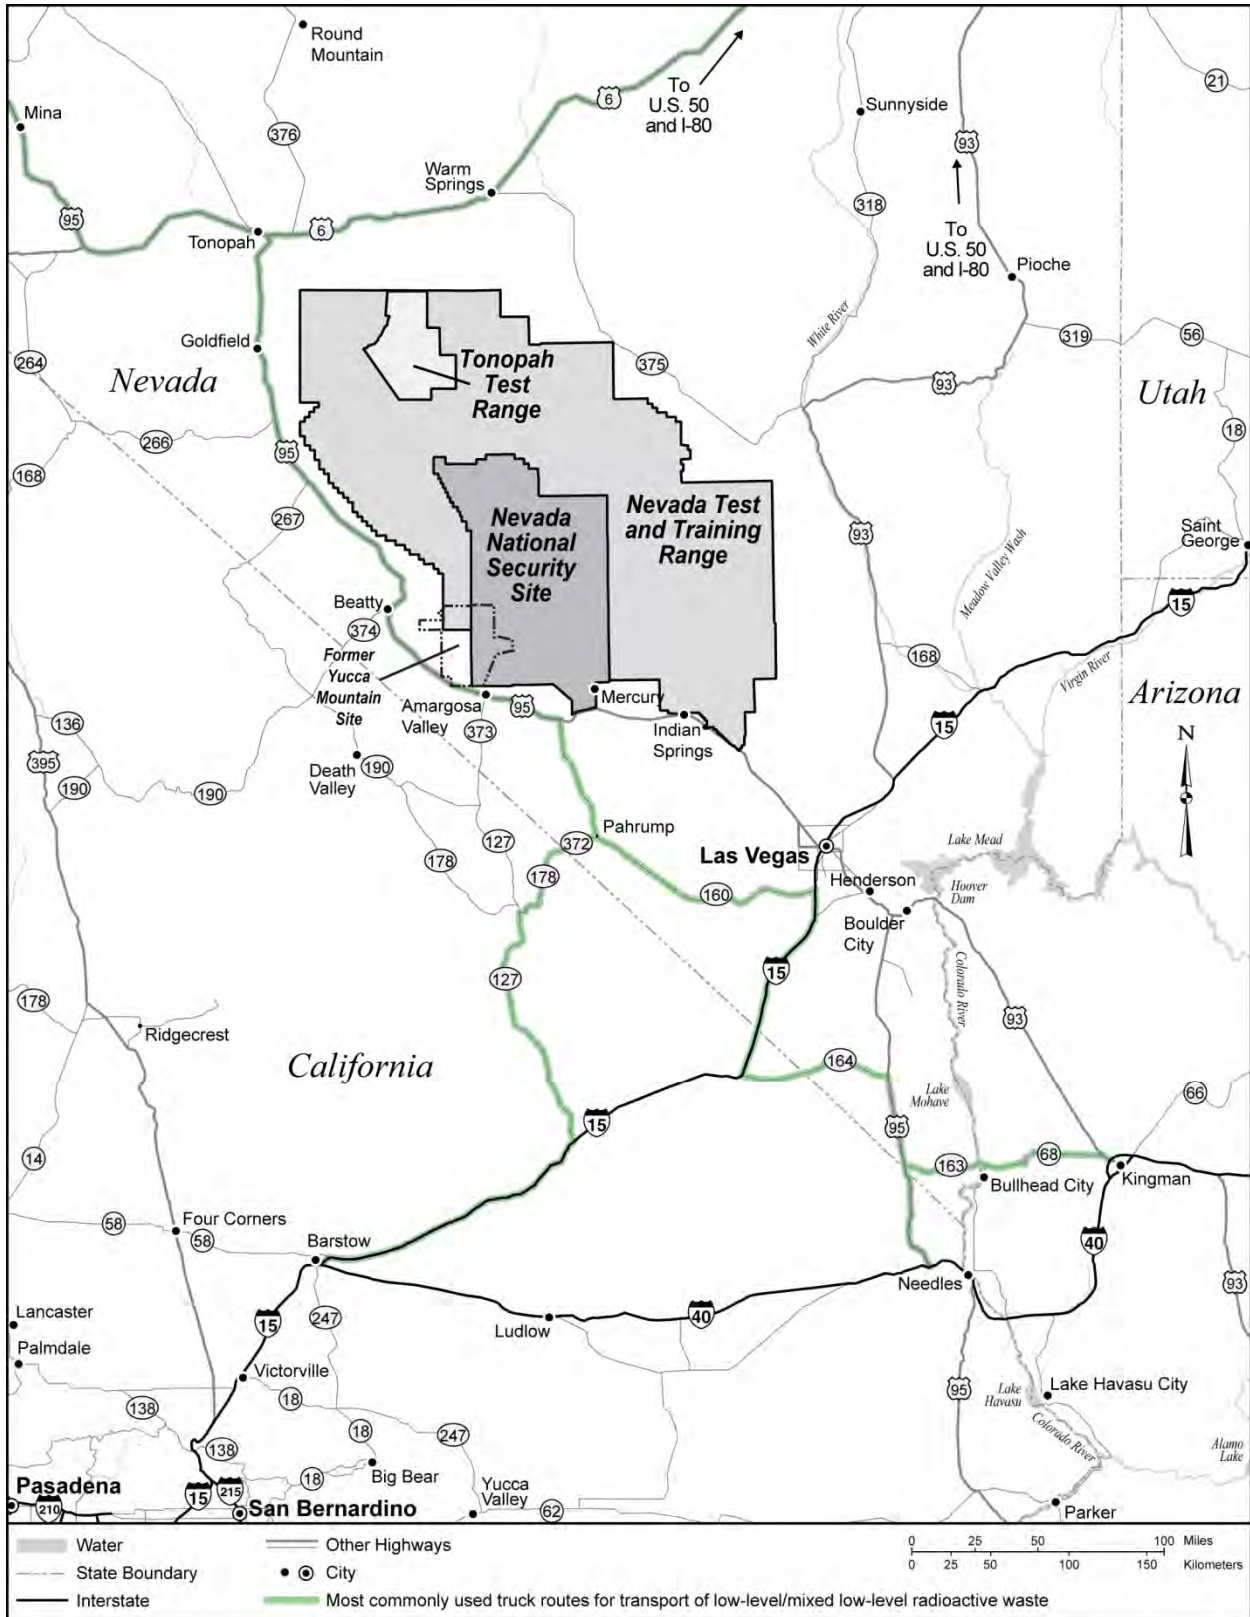 Round
Mountain
To
U.S. 50
and I-80
6
21
Mina
Sunnyside
376
93
Warm
Springs
318
95
6
Tonopah
To
U.S. 50
and I-80
Pioche
White River
319
56
Goldfield
264
Nevada
Tonopah
Test
Range
375
93
Utah
18
266
95
168
267
Nevada
National
Security
Site
Nevada Test
and Training
Range
93
Saint
George
Meadow Valley Wash
15
Beatty
374
Former
Yucca
Mountain
Site
168
Virgin River
Arizona
Mercury
Amargosa
Valley
95
373
Indian
Springs
15
N
136
395
190
190
Death
Valley
190
127
178
372
Pahrump
178
Las Vegas
Lake Mead
160
Henderson
Hoover
Dam
Boulder
City
127
15
Colorado River
178
Ridgecrest
93
California
164
Lake
Mohave
66
15
95
14
163
68
Bullhead City
Kingman
58
Four Corners
58
Barstow
40
Needles
93
Lancaster
15
247
Ludlow
40
Palmdale
Victorville
18
95
Lake
Havasu
Lake Havasu City
138
18
247
Colorado River
138
Alamo
Lake
18
Big Bear
Pasadena
210
15
215
San Bernardino
Yucca
Valley
62
Parker
Water
Other Highways
0 25 50 100 Miles
State Boundary
City
0 25 50 100 150 Kilometers
Interstate
Most commonly used truck routes for transport of low-level/mixed low-level radioactive waste